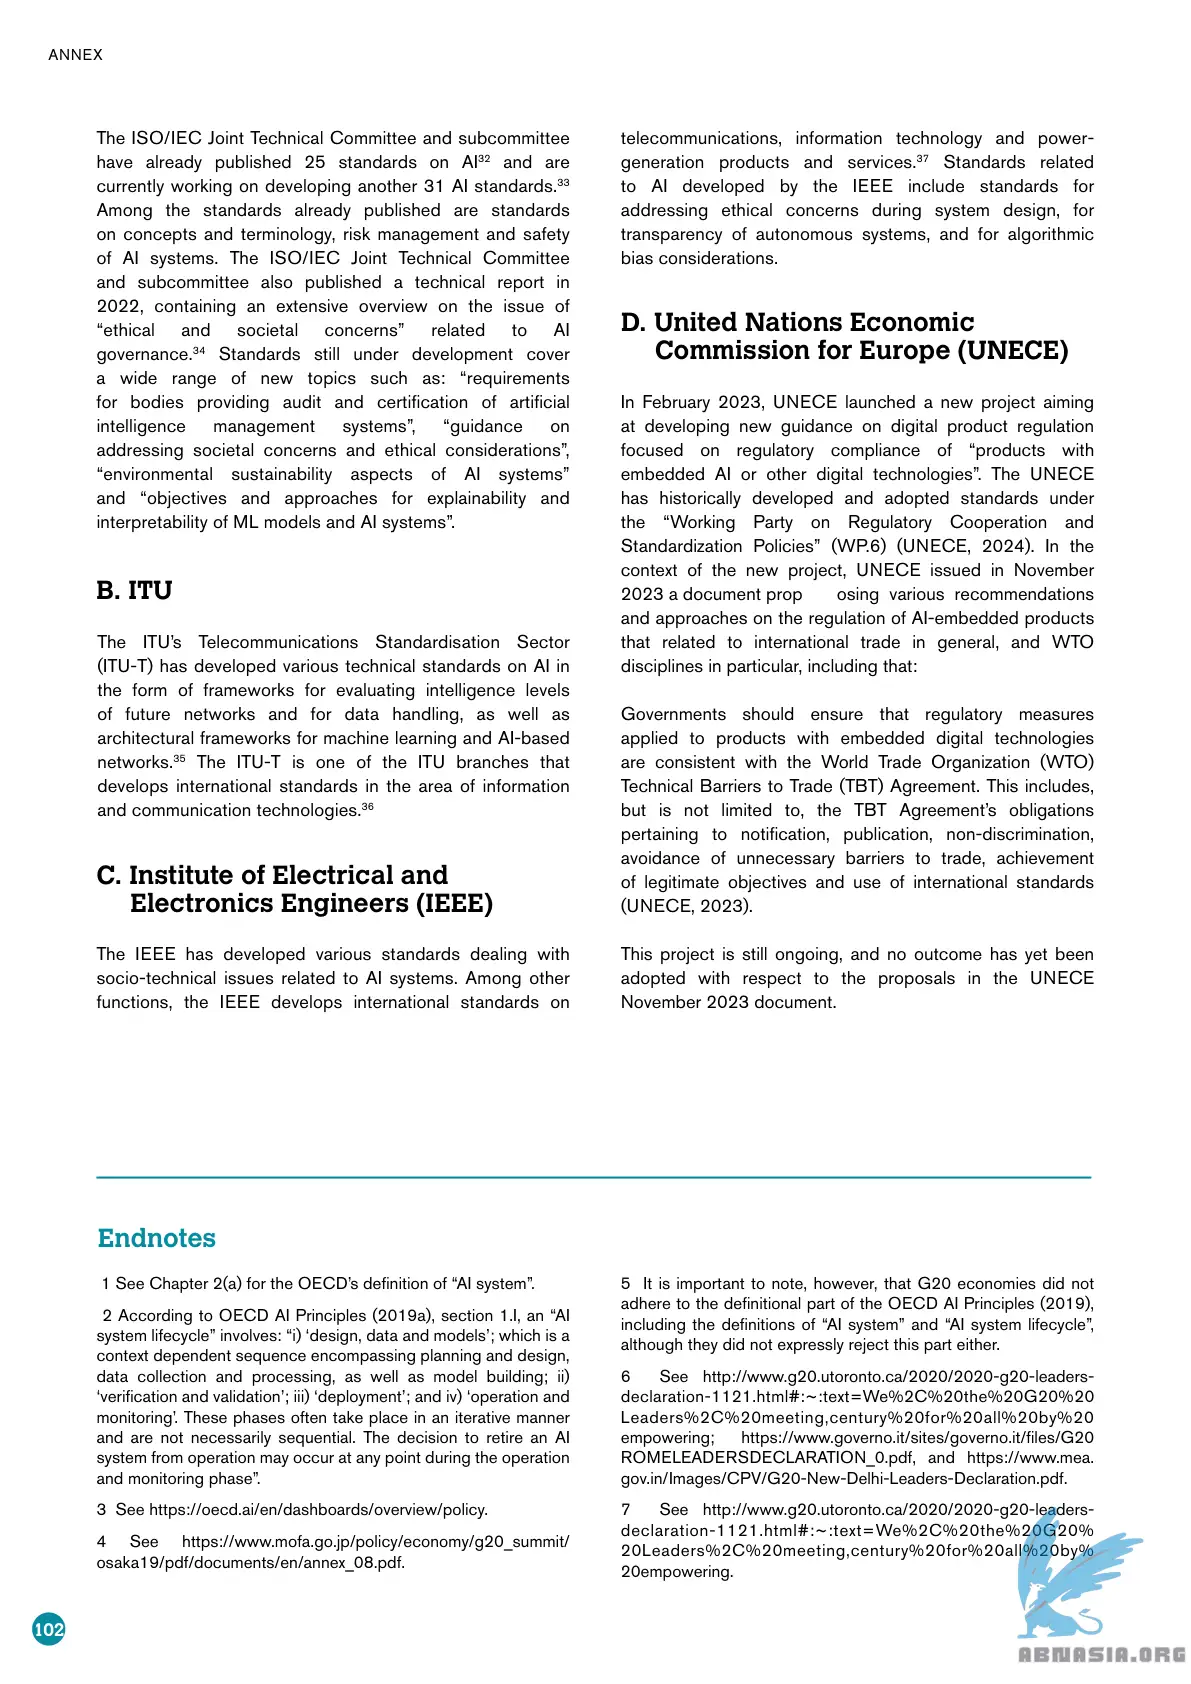 ANNEX
The ISO/IEC Joint Technical Committee and subcommittee
have already published 25 standards on AI³² and are
currently working on developing another 31 AI standards.³³
Among the standards already published are standards
on concepts and terminology, risk management and safety
of AI systems. The ISO/IEC Joint Technical Committee
and subcommittee also published a technical report in
2022, containing an extensive overview on the issue of
“ethical and societal concerns” related to AI
governance.³⁴ Standards still under development cover
a wide range of new topics such as: “requirements
for bodies providing audit and certification of artificial
intelligence management systems”, “guidance on
addressing societal concerns and ethical considerations”,
“environmental sustainability aspects of AI systems”
and “objectives and approaches for explainability and
interpretability of ML models and AI systems”.
B. ITU
The ITU’s Telecommunications Standardisation Sector
(ITU-T) has developed various technical standards on AI in
the form of frameworks for evaluating intelligence levels
of future networks and for data handling, as well as
architectural frameworks for machine learning and AI-based
networks.³⁵ The ITU-T is one of the ITU branches that
develops international standards in the area of information
and communication technologies.³⁶
C. Institute of Electrical and
Electronics Engineers (IEEE)
The IEEE has developed various standards dealing with
socio-technical issues related to AI systems. Among other
functions, the IEEE develops international standards on
telecommunications, information technology and power-
generation products and services.³⁷ Standards related
to AI developed by the IEEE include standards for
addressing ethical concerns during system design, for
transparency of autonomous systems, and for algorithmic
bias considerations.
D. United Nations Economic
Commission for Europe (UNECE)
In February 2023, UNECE launched a new project aiming
at developing new guidance on digital product regulation
focused on regulatory compliance of “products with
embedded AI or other digital technologies”. The UNECE
has historically developed and adopted standards under
the “Working Party on Regulatory Cooperation and
Standardization Policies” (WP.6) (UNECE, 2024). In the
context of the new project, UNECE issued in November
2023 a document prop osing various recommendations
and approaches on the regulation of AI-embedded products
that related to international trade in general, and WTO
disciplines in particular, including that:
Governments should ensure that regulatory measures
applied to products with embedded digital technologies
are consistent with the World Trade Organization (WTO)
Technical Barriers to Trade (TBT) Agreement. This includes,
but is not limited to, the TBT Agreement’s obligations
pertaining to notification, publication, non-discrimination,
avoidance of unnecessary barriers to trade, achievement
of legitimate objectives and use of international standards
(UNECE, 2023).
This project is still ongoing, and no outcome has yet been
adopted with respect to the proposals in the UNECE
November 2023 document.
Endnotes
1 See Chapter 2(a) for the OECD’s definition of “AI system”.
2 According to OECD AI Principles (2019a), section 1.I, an “AI
system lifecycle” involves: “i) ‘design, data and models’; which is a
context dependent sequence encompassing planning and design,
data collection and processing, as well as model building; ii)
‘verification and validation’; iii) ‘deployment’; and iv) ‘operation and
monitoring’. These phases often take place in an iterative manner
and are not necessarily sequential. The decision to retire an AI
system from operation may occur at any point during the operation
and monitoring phase”.
3 See https://oecd.ai/en/dashboards/overview/policy.
4 See https://www.mofa.go.jp/policy/economy/g20_summit/
osaka19/pdf/documents/en/annex_08.pdf.
5 It is important to note, however, that G20 economies did not
adhere to the definitional part of the OECD AI Principles (2019),
including the definitions of “AI system” and “AI system lifecycle”,
although they did not expressly reject this part either.
6 See http://www.g20.utoronto.ca/2020/2020-g20-leaders-
declaration-1121.html#:~:text=We%2C%20the%20G20%20
Leaders%2C%20meeting,century%20for%20all%20by%20
empowering; https://www.governo.it/sites/governo.it/files/G20
ROMELEADERSDECLARATION_0.pdf, and https://www.mea.
gov.in/Images/CPV/G20-New-Delhi-Leaders-Declaration.pdf.
7 See http://www.g20.utoronto.ca/2020/2020-g20-leaders-
declaration-1121.html#:~:text=We%2C%20the%20G20%
20Leaders%2C%20meeting,century%20for%20all%20by%
20empowering.
102
ABNASIA.ORG